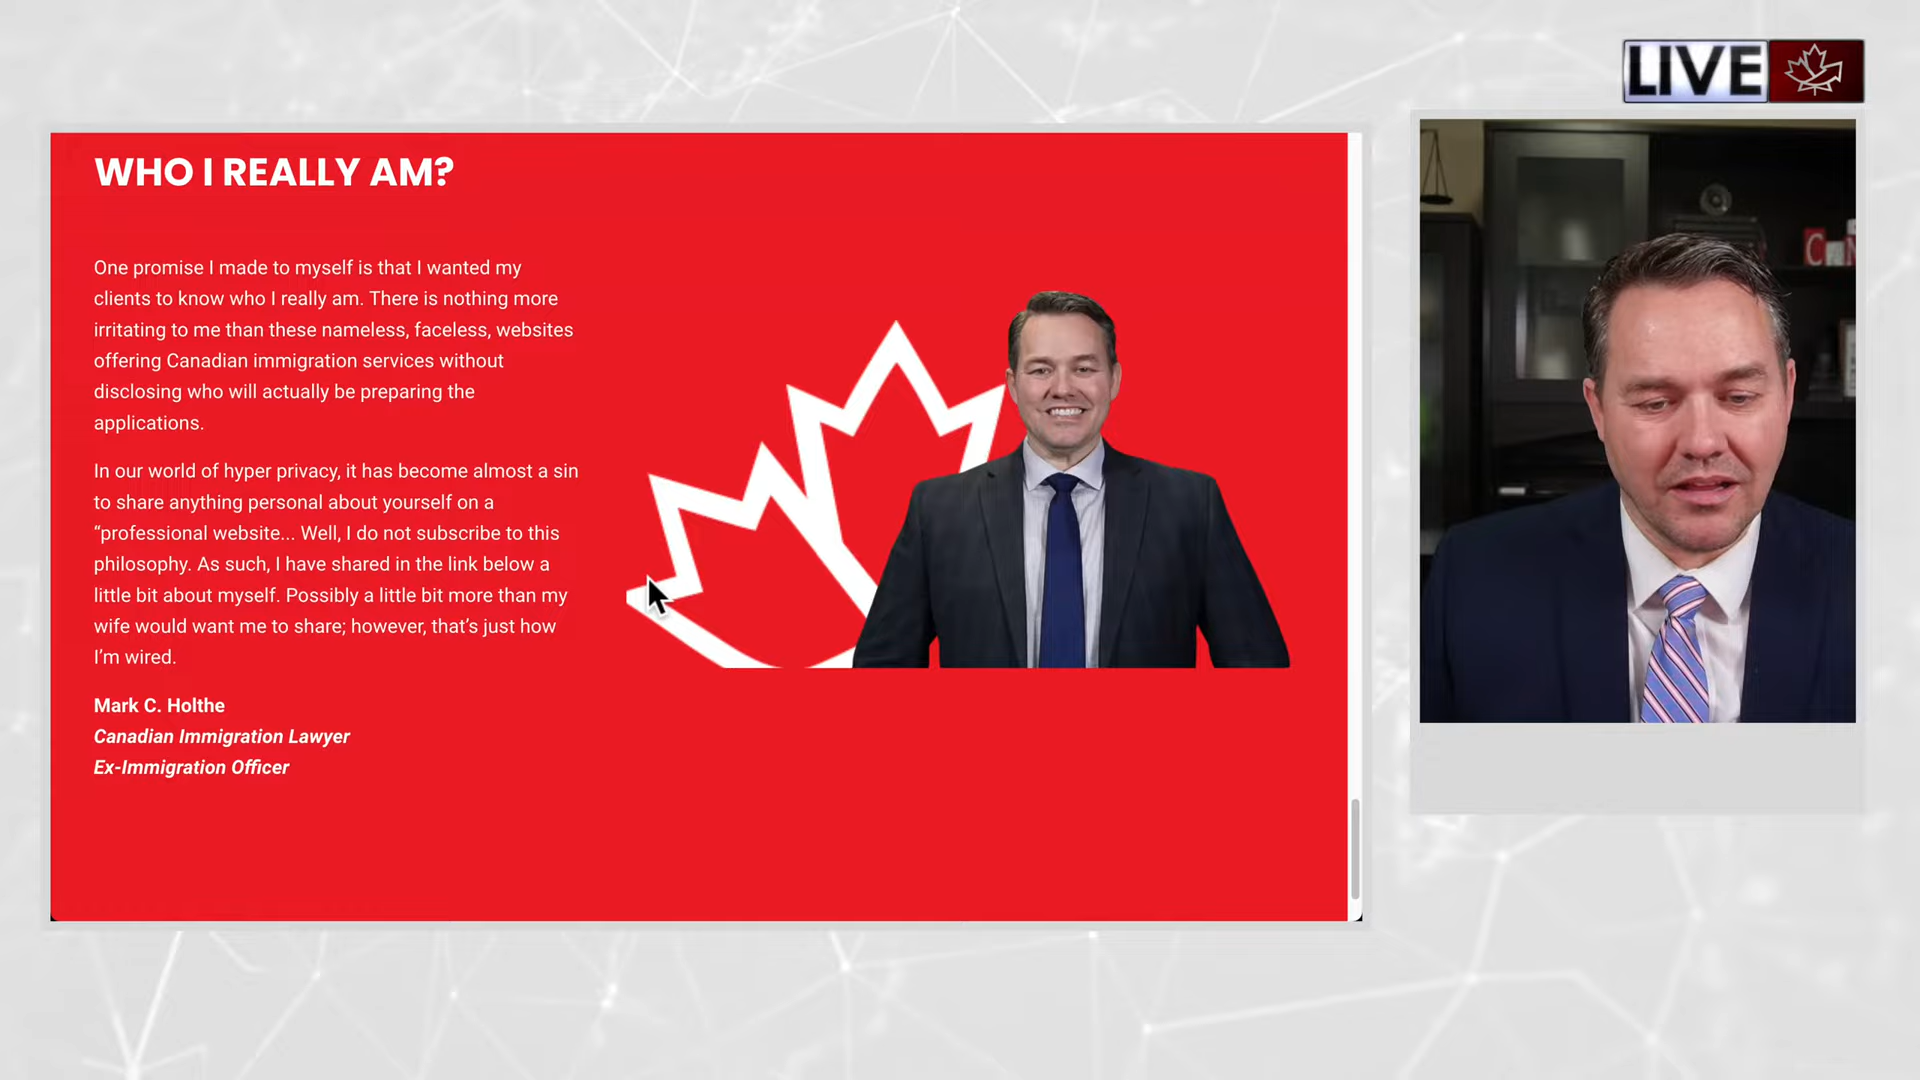 LIVE
WHO I REALLY AM?
One promise I made to myself is that I wanted my
clients to know who I really am. There is nothing more
irritating to me than these nameless, faceless, websites
offering Canadian immigration services without
disclosing who will actually be preparing the
applications.
In our world of hyper privacy, it has become almost a sin
to share anything personal about yourself on a
“professional website... Well, I do not subscribe to this
philosophy. As such, I have shared in the link below a
little bit about myself. Possibly a little bit more than my
wife would want me to share; however, that’s just how
I’m wired.
Mark C. Holthe
Canadian Immigration Lawyer
Ex-Immigration Officer